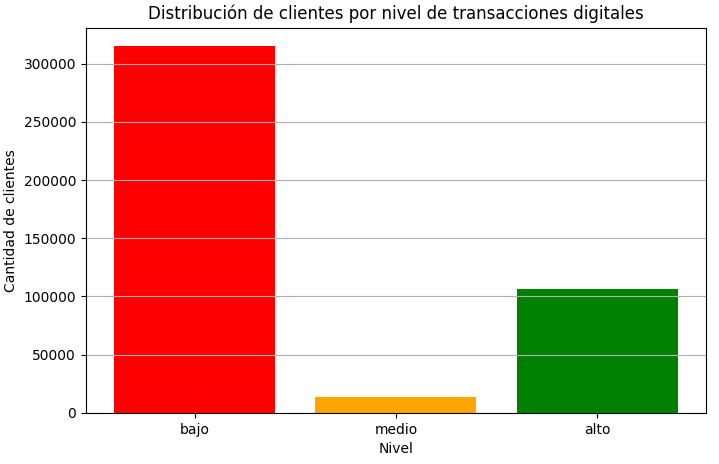 Distribución de clientes por nivel de transacciones digitales
Cantidad de clientes
300000
250000
200000
150000
100000
50000
0
bajo
medio
alto
Nivel